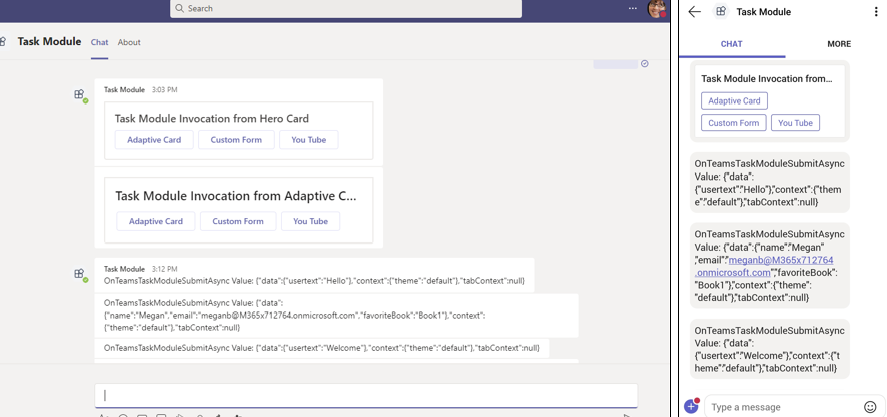 Search
Task Module
Chat
About
Task Module 3:03 PM
Task Module Invocation from Hero Card
Adaptive Card
Custom Form
You Tube
Task Module Invocation from Adaptive C...
Adaptive Card
Custom Form
You Tube
Task Module 3:12 PM
OnTeamsTaskModuleSubmitAsync Value: {"data":{"usertext":"Hello"},"context":{"theme":"default"},"tabContext":null}
OnTeamsTaskModuleSubmitAsync Value: {"data":
{"name":"Megan","email":"meganb@M365x712764.onmicrosoft.com","favoriteBook":"Book1"},"context":
{"theme":"default"},"tabContext":null}
OnTeamsTaskModuleSubmitAsync Value: {"data":{"usertext":"Welcome"},"context":{"theme":"default"},"tabContext":null}
Task Module
CHAT
MORE
Task Module Invocation from...
Adaptive Card
Custom Form
You Tube
OnTeamsTaskModuleSubmitAsync
Value: {"data":
{"usertext":"Hello"},"context":{"them
e":"default"},"tabContext":null}
OnTeamsTaskModuleSubmitAsync
Value: {"data":{"name":"Megan"
,"email":"meganb@M365x712764
.onmicrosoft.com","favoriteBook":
"Book1"},"context":{"theme":
"default"},"tabContext":null}
OnTeamsTaskModuleSubmitAsync
Value: {"data":
{"usertext":"Welcome"},"context":{"t
heme":"default"},"tabContext":null}
Type a message